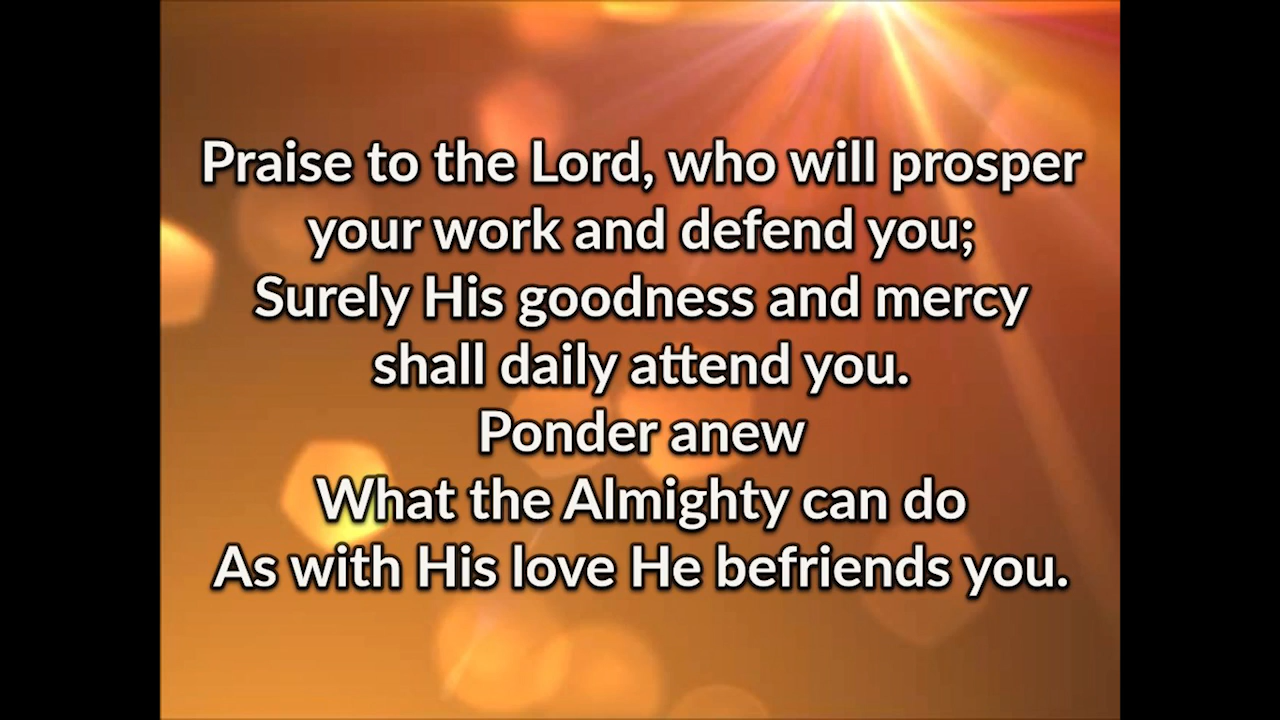 Praise to the Lord, who will prosper
your work and defend you;
Surely His goodness and mercy
shall daily attend you.
Ponder anew
What the Almighty can do
As with His love He befriends you.